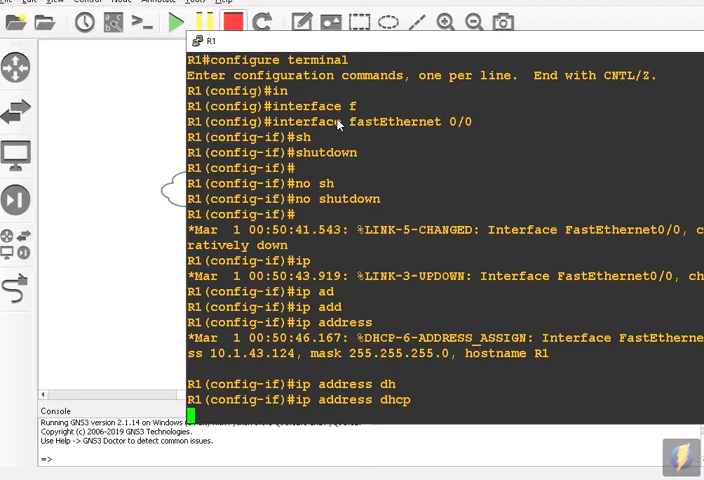 R1
R1#configure terminal
Enter configuration commands, one per line.  End with CNTL/Z.
R1(config)#in
R1(config)#interface f
R1(config)#interface fastEthernet 0/0
R1(config-if)#sh
R1(config-if)#shutdown
R1(config-if)#
R1(config-if)#no sh
R1(config-if)#no shutdown
R1(config-if)#
*Mar  1 00:50:41.543: %LINK-5-CHANGED: Interface FastEthernet0/0, c
ratively down
R1(config-if)#ip
*Mar  1 00:50:43.919: %LINK-3-UPDOWN: Interface FastEthernet0/0, ch
R1(config-if)#ip ad
R1(config-if)#ip add
R1(config-if)#ip address
*Mar  1 00:50:46.167: %DHCP-6-ADDRESS_ASSIGN: Interface FastEtherne
ss 10.1.43.124, mask 255.255.255.0, hostname R1
R1(config-if)#ip address dh
R1(config-if)#ip address dhcp
Console
Running GNS3 version 2.1.14 on Windows
Copyright (c) 2006-2019 GNS3 Technologies.
Use Help -> GNS3 Doctor to detect common issues.
=>